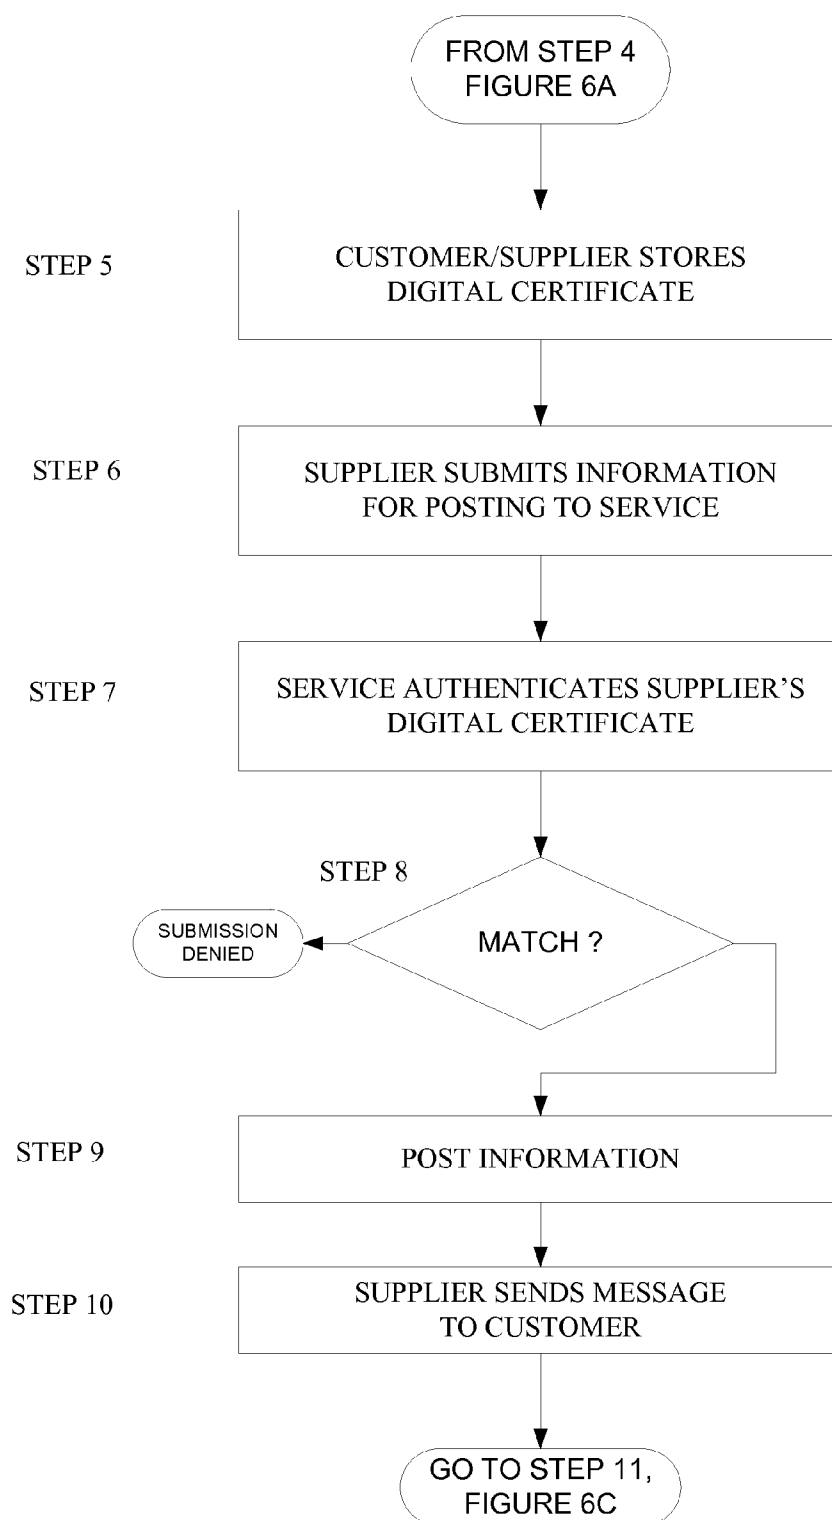 FROM STEP 4
FIGURE 6A
STEP 5
CUSTOMER/SUPPLIER STORES
DIGITAL CERTIFICATE
STEP 6
SUPPLIER SUBMITS INFORMATION
FOR POSTING TO SERVICE
STEP 7
SERVICE AUTHENTICATES SUPPLIER’S
DIGITAL CERTIFICATE
STEP 8
MATCH ?
SUBMISSION
DENIED
STEP 9
POST INFORMATION
STEP 10
SUPPLIER SENDS MESSAGE
TO CUSTOMER
GO TO STEP 11,
FIGURE 6C